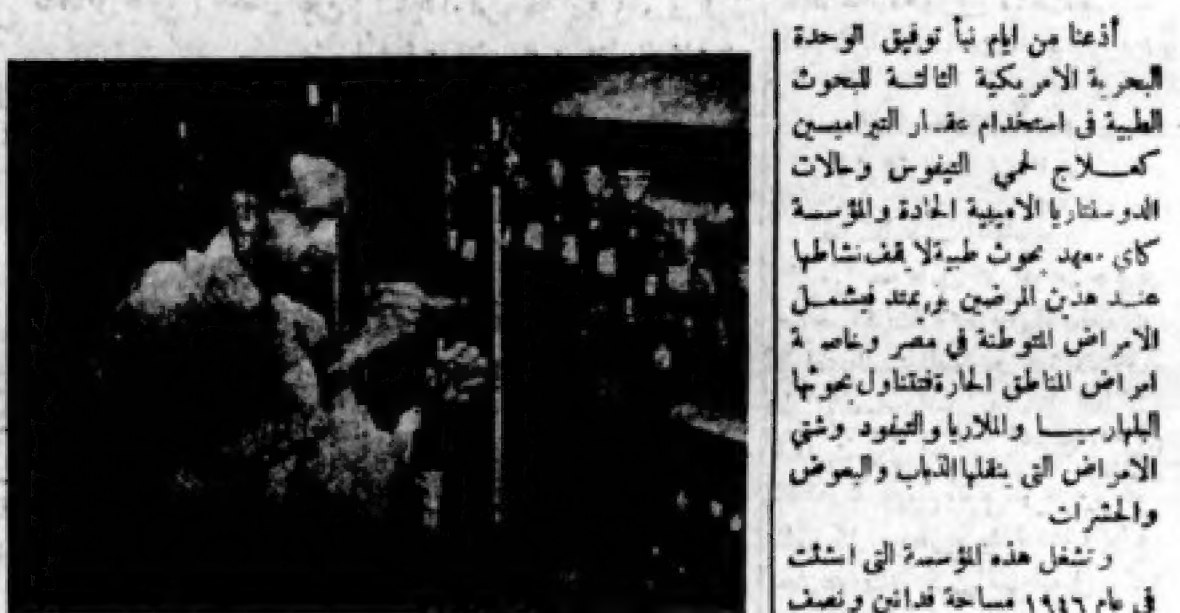 أذعنا من ايام نبأ توفيق الوحدة
البحرية الامريكية الثالثة للبحوث
الطبية في استخدام عقار التيراميسين
كعلاج لحمي التيفوس وحالات
الدوسنتاريا الاميبية الحادة والمؤسسة
كاي معهد بحوث طبية لا يقف نشاطها
عند هذين المرضين بل يمتد فيشمل
الامراض المتوطنة في مصر وخاصة
امراض المناطق الحارة فتتناول بحوثها
البلهارسيا والملاريا والتيفود وشتي
الامراض التي ينقلها الذباب والبعوض
والحشرات
وتشغل هذه المؤسسة التي انشئت
في عام ١٩٤٦ مساحة فدانين ونصف